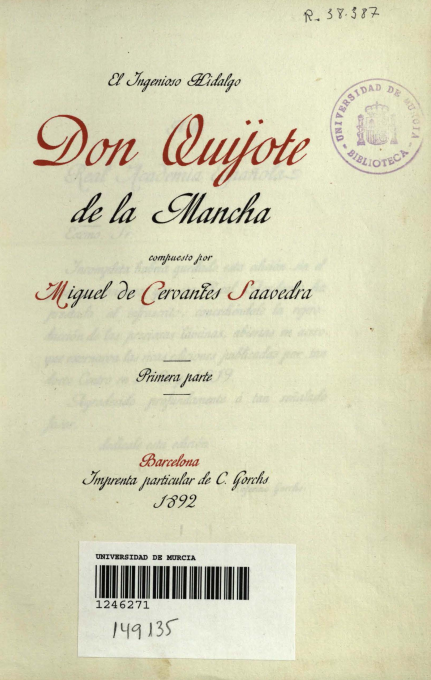 R-38.387
El Ingenioso Hidalgo
UNIVERSIDAD DE MURCIA
BIBLIOTECA
Don Quijote
de la Mancha
compuesto por
Miguel de Cervantes Saavedra
Primera parte
Barcelona
Imprenta particular de C. Gorchs
1892
UNIVERSIDAD DE MURCIA
1246271
149135